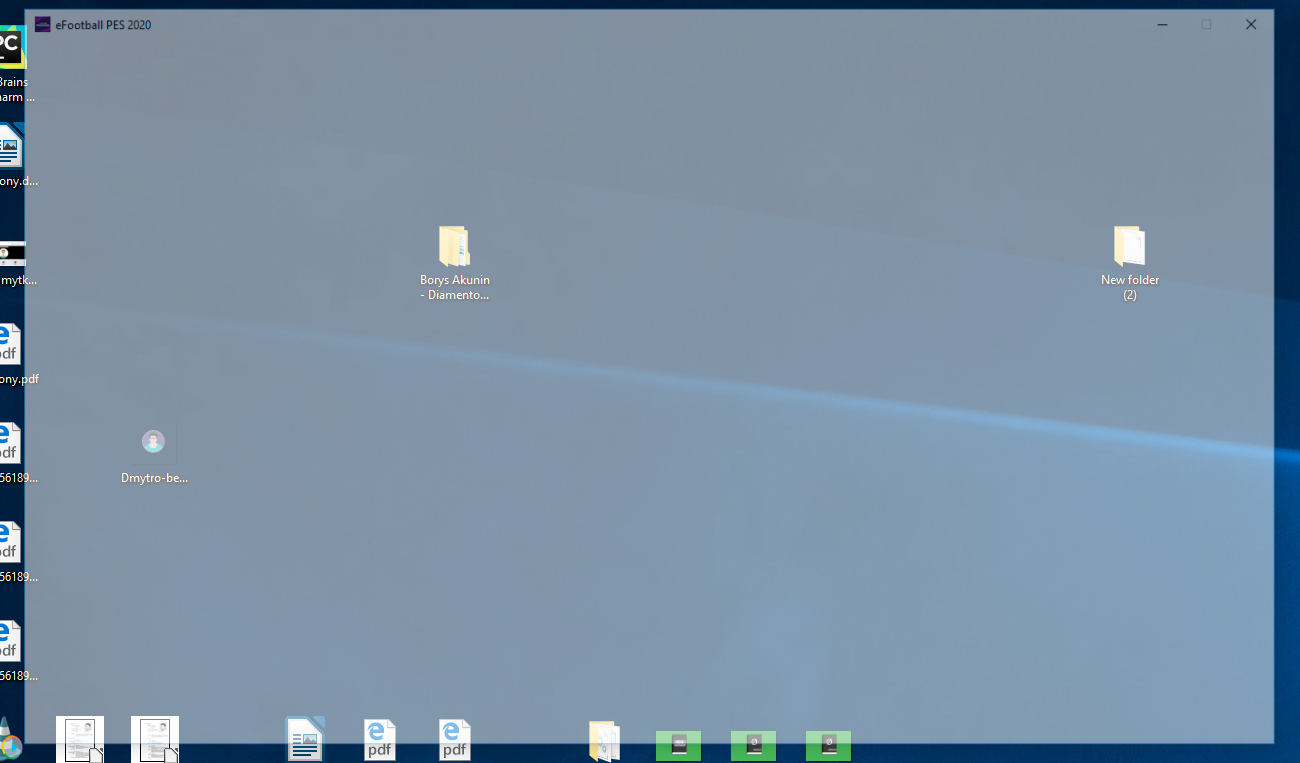 eFootball PES 2020
PC
Brains
arm ...
ony.d...
Borys Akunin
- Diamento...
New folder
(2)
mytk...
pdf
ony.pdf
Dmytro-be...
pdf
56189...
pdf
56189...
pdf
56189...
pdf
pdf